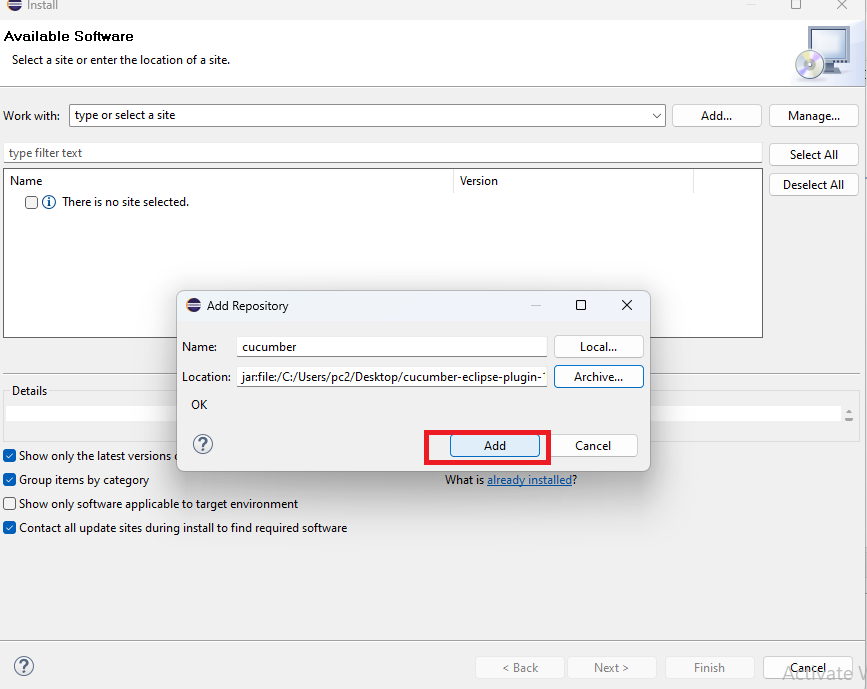 Install
Available Software
Select a site or enter the location of a site.
Work with: type or select a site Add... Manage...
type filter text Select All
Name Version Deselect All
There is no site selected.
Add Repository
Name: cucumber Local...
Location: jar:file:/C:/Users/pc2/Desktop/cucumber-eclipse-plugin- Archive...
OK
Add Cancel
Details
Show only the latest versions
Group items by category What is already installed?
Show only software applicable to target environment
Contact all update sites during install to find required software
< Back Next > Finish Cancel
Activate